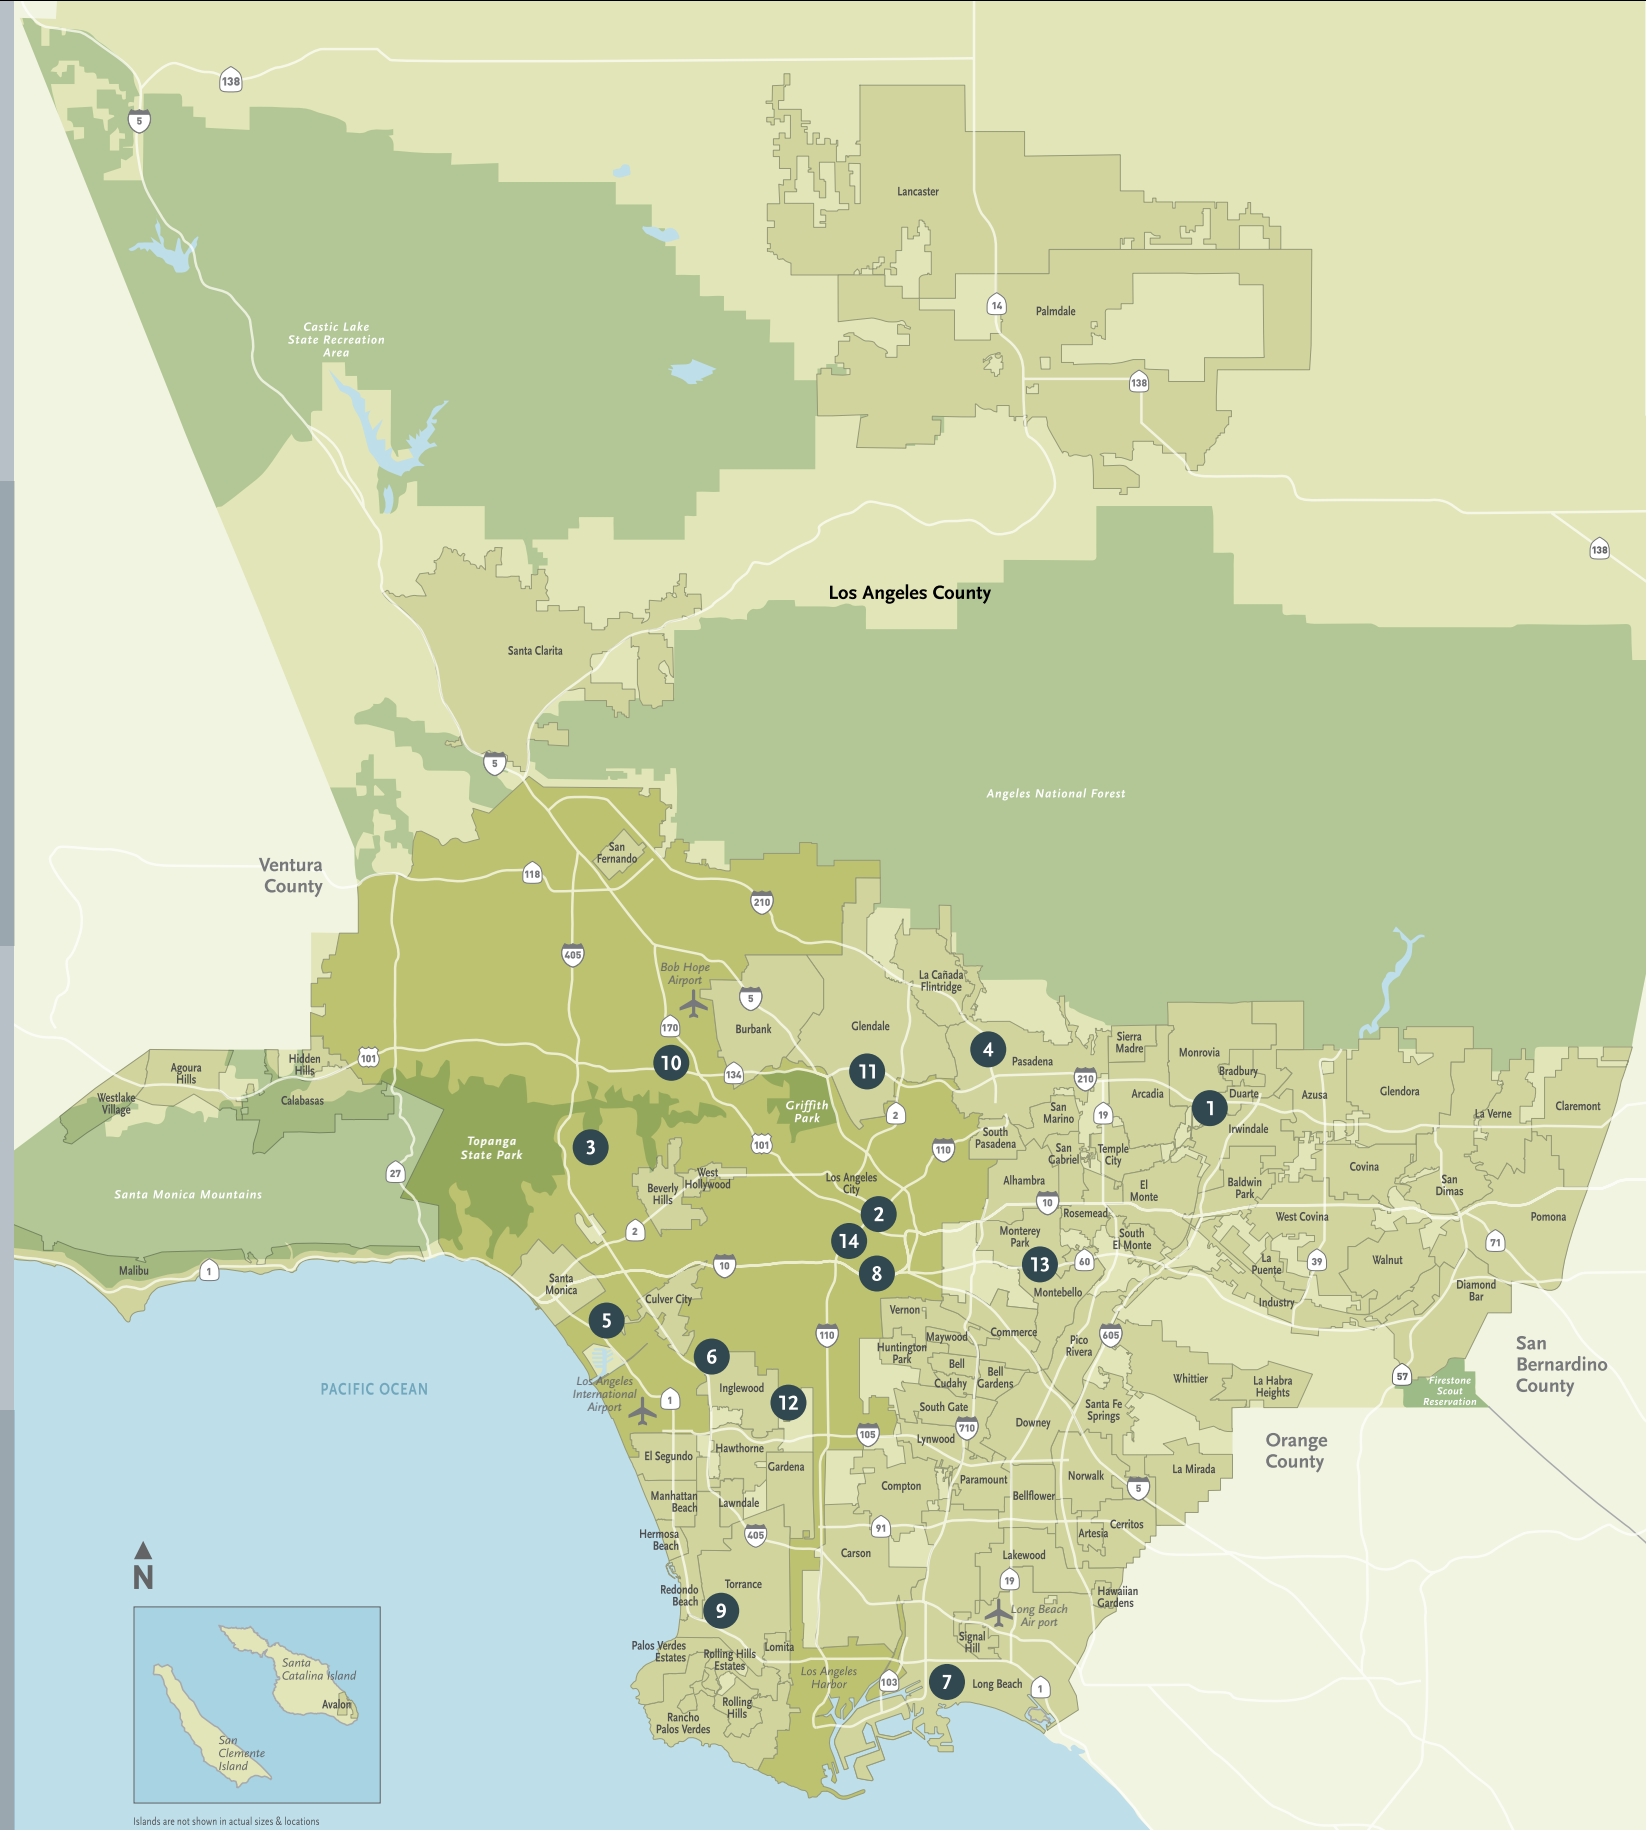 138
5
Lancaster
14
Palmdale
Castic Lake
State Recreation
Area
138
138
Los Angeles County
Santa Clarita
5
Angeles National Forest
San
Fernando
Ventura
County
118
210
405
Bob Hope
Airport
La Cañada
Flintridge
5
170
Burbank
Glendale
Sierra
Madre
4
Pasadena
Monrovia
Hidden
Hills
101
Agoura
Hills
10
134
11
210
Bradbury
Duarte
Arcadia
Azusa
Glendora
Calabasas
Westlake
Village
Griffith
Park
2
San
Marino
19
1
Irwindale
La Verne
Claremont
Topanga
State Park
3
101
110
South
Pasadena
San
Gabriel
Temple
City
27
West
Hollywood
Beverly
Hills
Los Angeles
City
Alhambra
El
Monte
Baldwin
Park
Covina
San
Dimas
Santa Monica Mountains
10
Rosemead
2
2
14
Monterey
Park
South
El Monte
West Covina
Pomona
71
Malibu
1
10
8
13
60
La
Puente
39
Walnut
Santa
Monica
Culver City
Montebello
Industry
Diamond
Bar
5
Vernon
110
Maywood
Commerce
Pico
Rivera
605
Huntington
Park
6
Bell
Cudahy
Bell
Gardens
Whittier
La Habra
Heights
San
Bernardino
County
57
Firestone
Scout
Reservation
PACIFIC OCEAN
Los Angeles
International
Airport
1
Inglewood
12
South Gate
Downey
Santa Fe
Springs
105
Lynwood
710
Orange
County
El Segundo
Hawthorne
Gardena
Compton
Paramount
Norwalk
La Mirada
5
Manhattan
Beach
Lawndale
Bellflower
Hermosa
Beach
405
91
Artesia
Cerritos
Carson
Lakewood
N
Torrance
19
Redondo
Beach
9
Hawaiian
Gardens
Long Beach
Air port
Signal
Hill
Palos Verdes
Estates
Rolling Hills
Estates
Lomita
Los Angeles
Harbor
103
7
Long Beach
1
Rolling
Hills
Rancho
Palos Verdes
Santa
Catalina Island
Avalon
San
Clemente
Island
Islands are not shown in actual sizes & locations